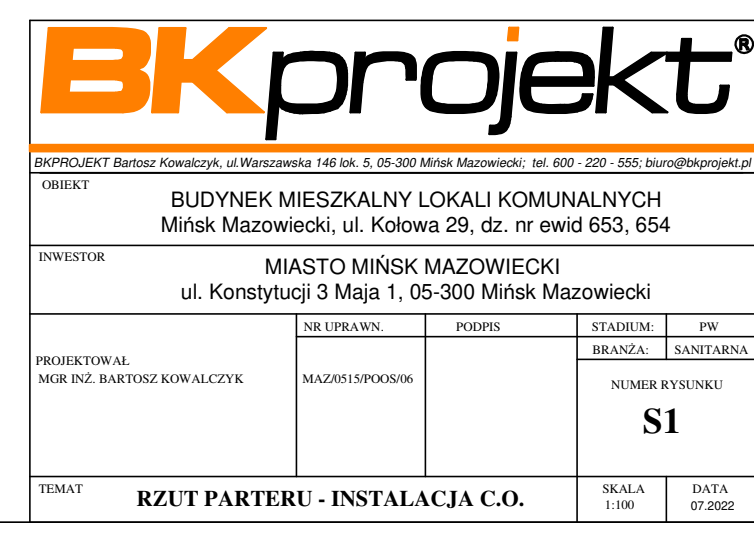 BKprojekt®
BKPROJEKT Bartosz Kowalczyk, ul.Warszawska 146 lok. 5, 05-300 Mińsk Mazowiecki; tel. 600 - 220 - 555; biuro@bkprojekt.pl
OBIEKT
BUDYNEK MIESZKALNY LOKALI KOMUNALNYCH
Mińsk Mazowiecki, ul. Kołowa 29, dz. nr ewid 653, 654
INWESTOR
MIASTO MIŃSK MAZOWIECKI
ul. Konstytucji 3 Maja 1, 05-300 Mińsk Mazowiecki
NR UPRAWN. PODPIS STADIUM: PW
BRANŻA: SANITARNA
PROJEKTOWAŁ
MGR INŻ. BARTOSZ KOWALCZYK MAZ/0515/POOS/06
NUMER RYSUNKU
S1
TEMAT
RZUT PARTERU - INSTALACJA C.O.
SKALA DATA
1:100 07.2022